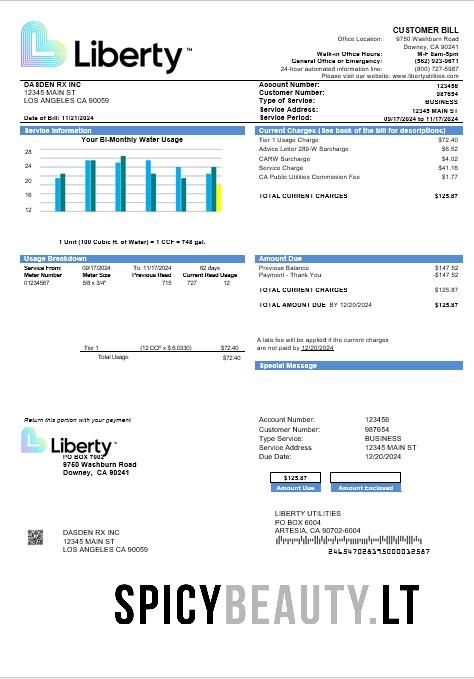 Liberty™
CUSTOMER BILL
Office Location: 9750 Washburn Road
Downey, CA 90241
Walk-in Office Hours: M-F 8am-5pm
General Office or Emergency: (562) 923-9671
24-hour automated information line: (800) 727-5987
Please visit our website: www.libertyutilities.com
DASDEN RX INC
12345 MAIN ST
LOS ANGELES CA 90059
Date of Bill: 11/21/2024
Account Number: 123456
Customer Number: 987654
Type of Service: BUSINESS
Service Address: 12345 MAIN ST
Service Period: 09/17/2024 to 11/17/2024
Service Information
Your Bi-Monthly Water Usage
28
24
20
18
16
12
1 Unit (100 Cubic ft. of Water) = 1 CCF = 748 gal.
Current Charges (See back of the bill for descriptions)
Tier 1 Usage Charge $72.40
Advice Letter 289-W Surcharge $6.52
CARW Surcharge $4.02
Service Charge $41.16
CA Public Utilities Commission Fee $1.77
TOTAL CURRENT CHARGES $125.87
Usage Breakdown
Service From: 09/17/2024 To: 11/17/2024 62 days
Meter Number Meter Size Previous Read Current Read Usage
01234567 5/8 x 3/4" 715 727 12
Tier 1 (12 CCF x $ 6.0330) $72.40
Total Usage $72.40
Amount Due
Previous Balance $147.52
Payment - Thank You -$147.52
TOTAL CURRENT CHARGES $125.87
TOTAL AMOUNT DUE BY 12/20/2024 $125.87
A late fee will be applied if the current charges
are not paid by 12/20/2024
Special Message
Return this portion with your payment
Liberty™
PO BOX 7002
9750 Washburn Road
Downey, CA 90241
Account Number: 123456
Customer Number: 987654
Type Service: BUSINESS
Service Address 12345 MAIN ST
Due Date: 12/20/2024
$125.87
Amount Due Amount Enclosed
LIBERTY UTILITIES
PO BOX 6004
ARTESIA, CA 90702-6004
DASDEN RX INC
12345 MAIN ST
LOS ANGELES CA 90059
SPICYBEAUTY.LT